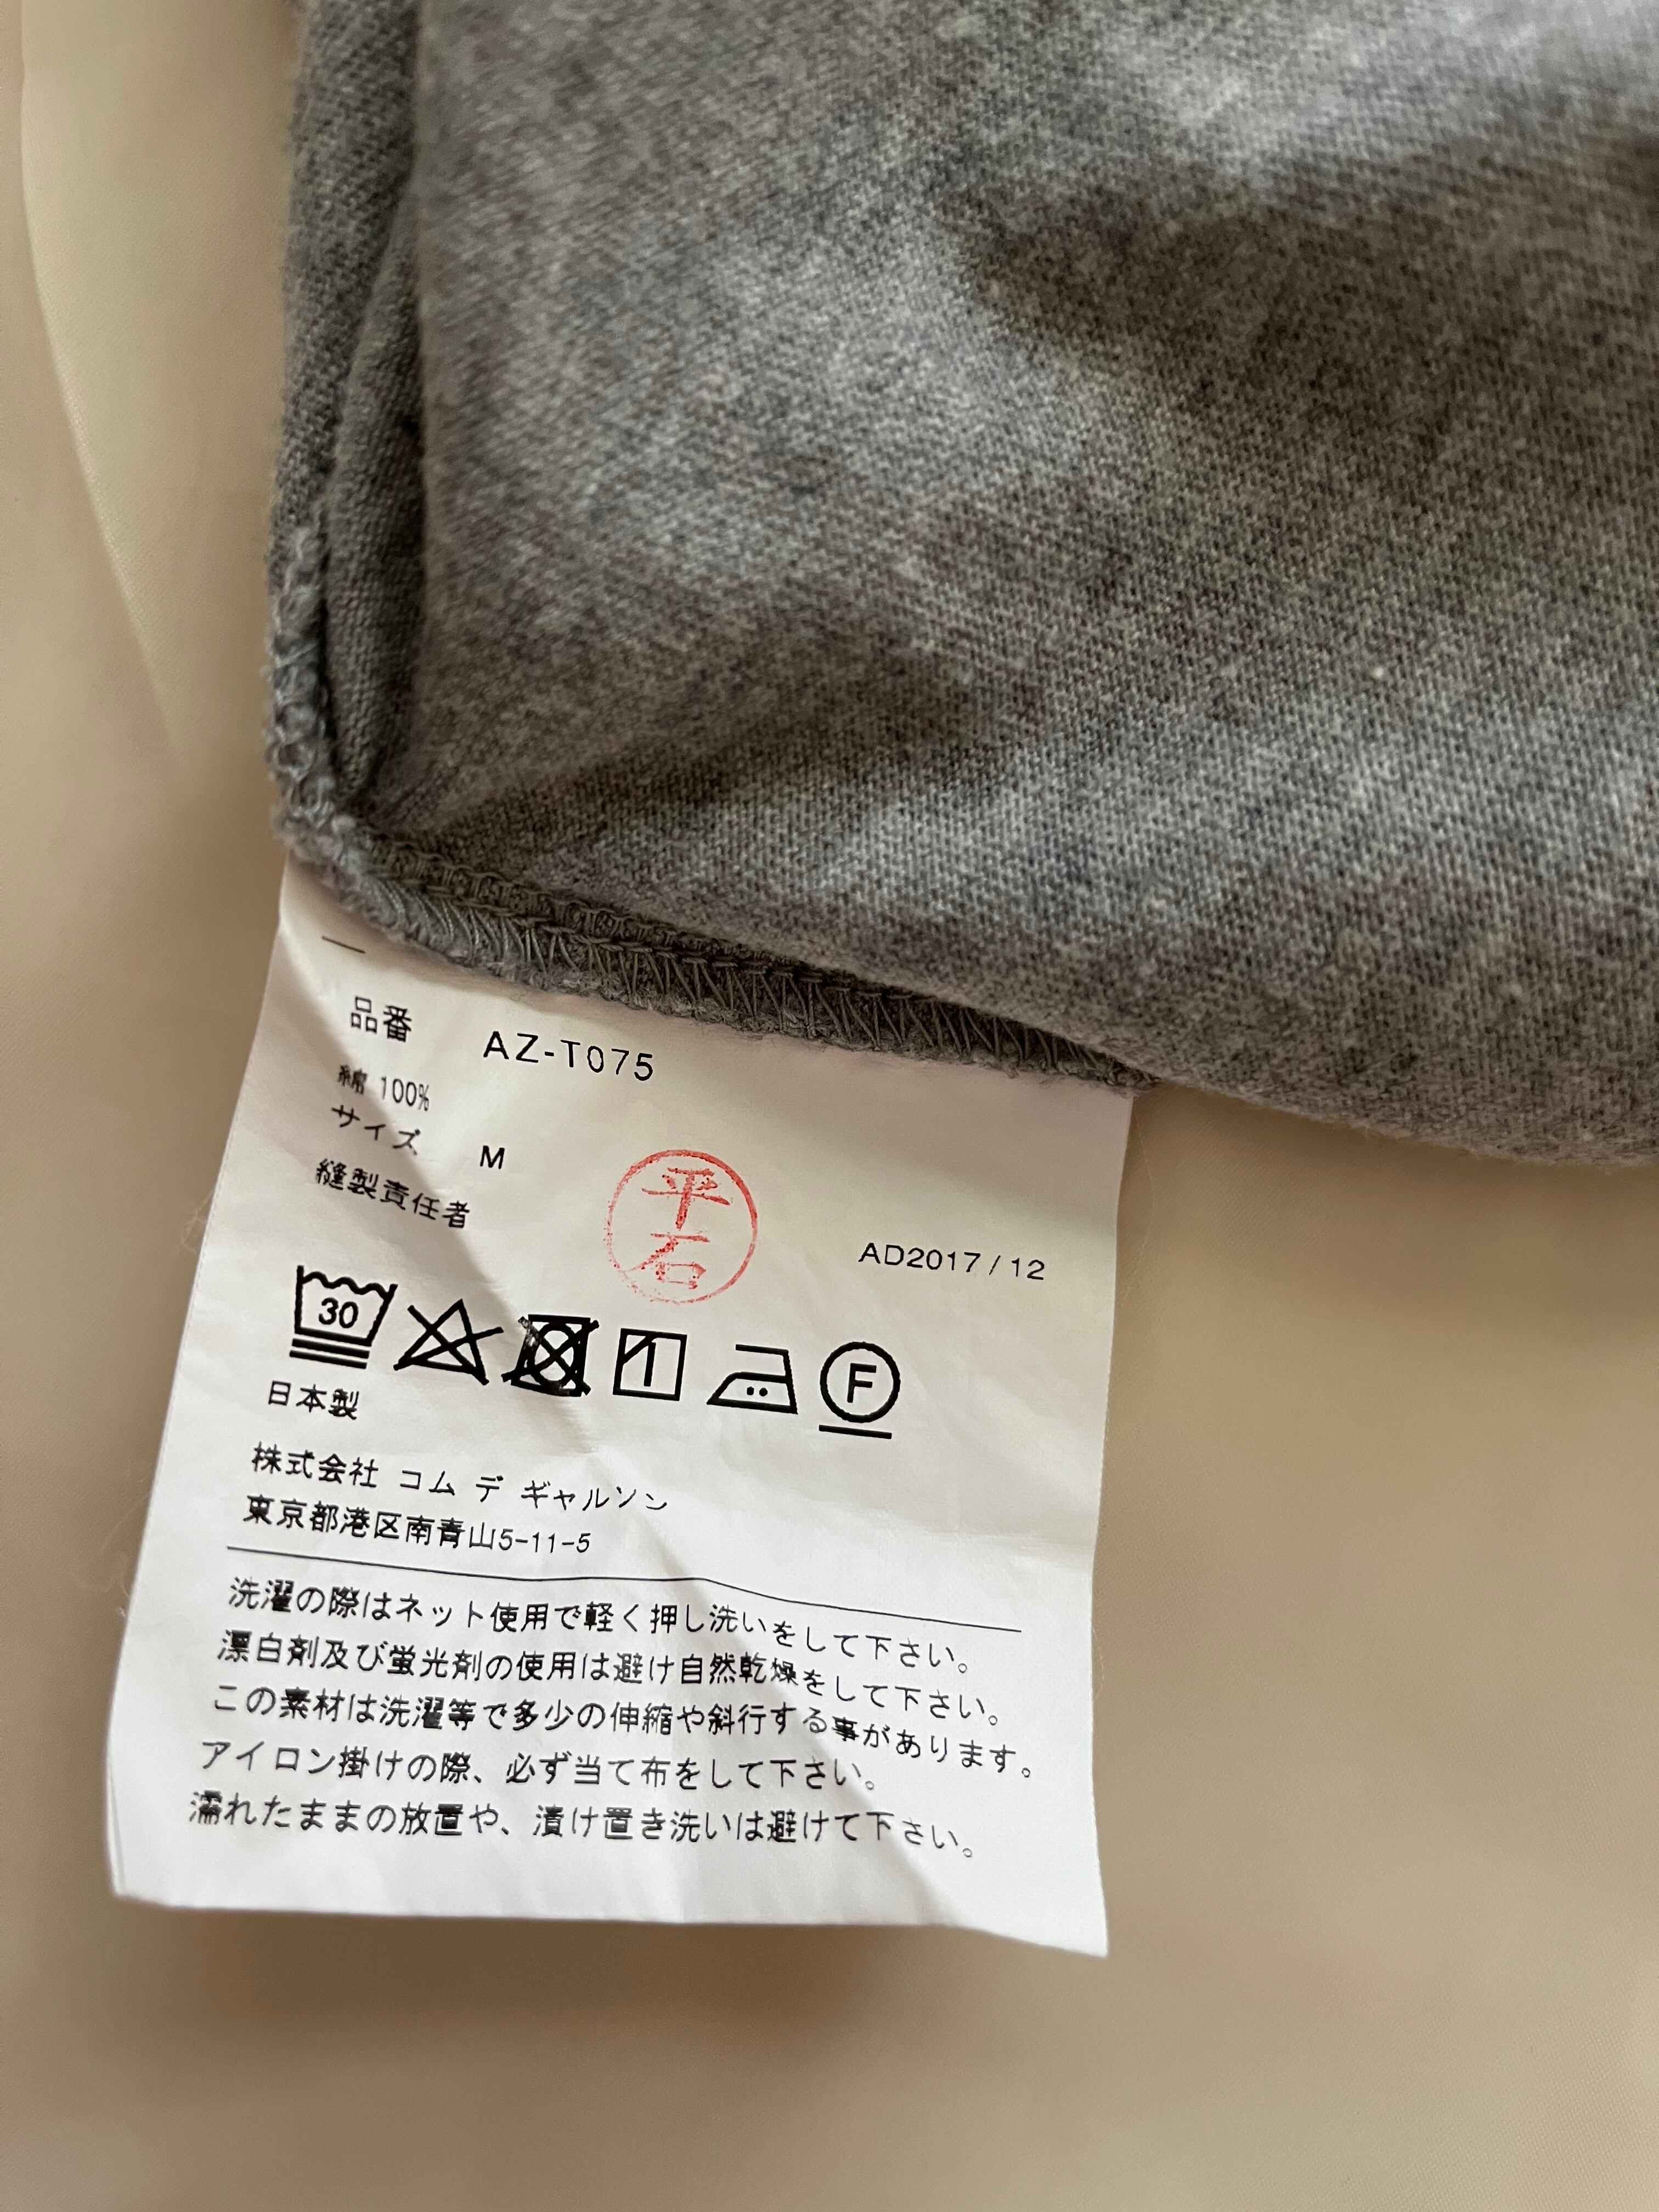 品番 AZ-T075
綿 100%
サイズ M
縫製責任者
平石
AD2017/12
30
F
日本製
株式会社 コム デ ギャルソン
東京都港区南青山5-11-5
洗濯の際はネット使用で軽く押し洗いをして下さい。
漂白剤及び蛍光剤の使用は避け自然乾燥をして下さい。
この素材は洗濯等で多少の伸縮や斜行する事があります。
アイロン掛けの際、必ず当て布をして下さい。
濡れたままの放置や、漬け置き洗いは避けて下さい。